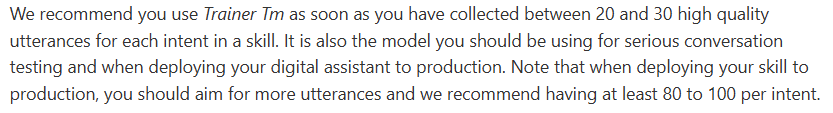 We recommend you use Trainer Tm as soon as you have collected between 20 and 30 high quality
utterances for each intent in a skill. It is also the model you should be using for serious conversation
testing and when deploying your digital assistant to production. Note that when deploying your skill to
production, you should aim for more utterances and we recommend having at least 80 to 100 per intent.